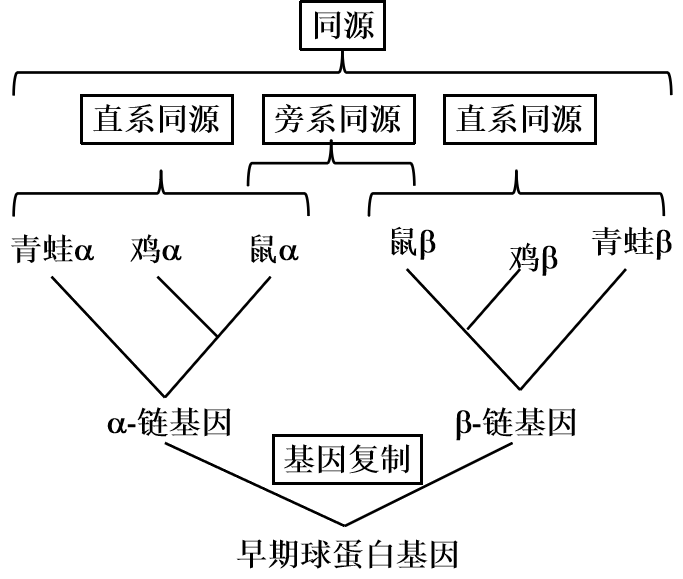 同源
直系同源 旁系同源 直系同源
青蛙α 鸡α 鼠α 鼠β 鸡β 青蛙β
α-链基因 β-链基因
基因复制
早期球蛋白基因